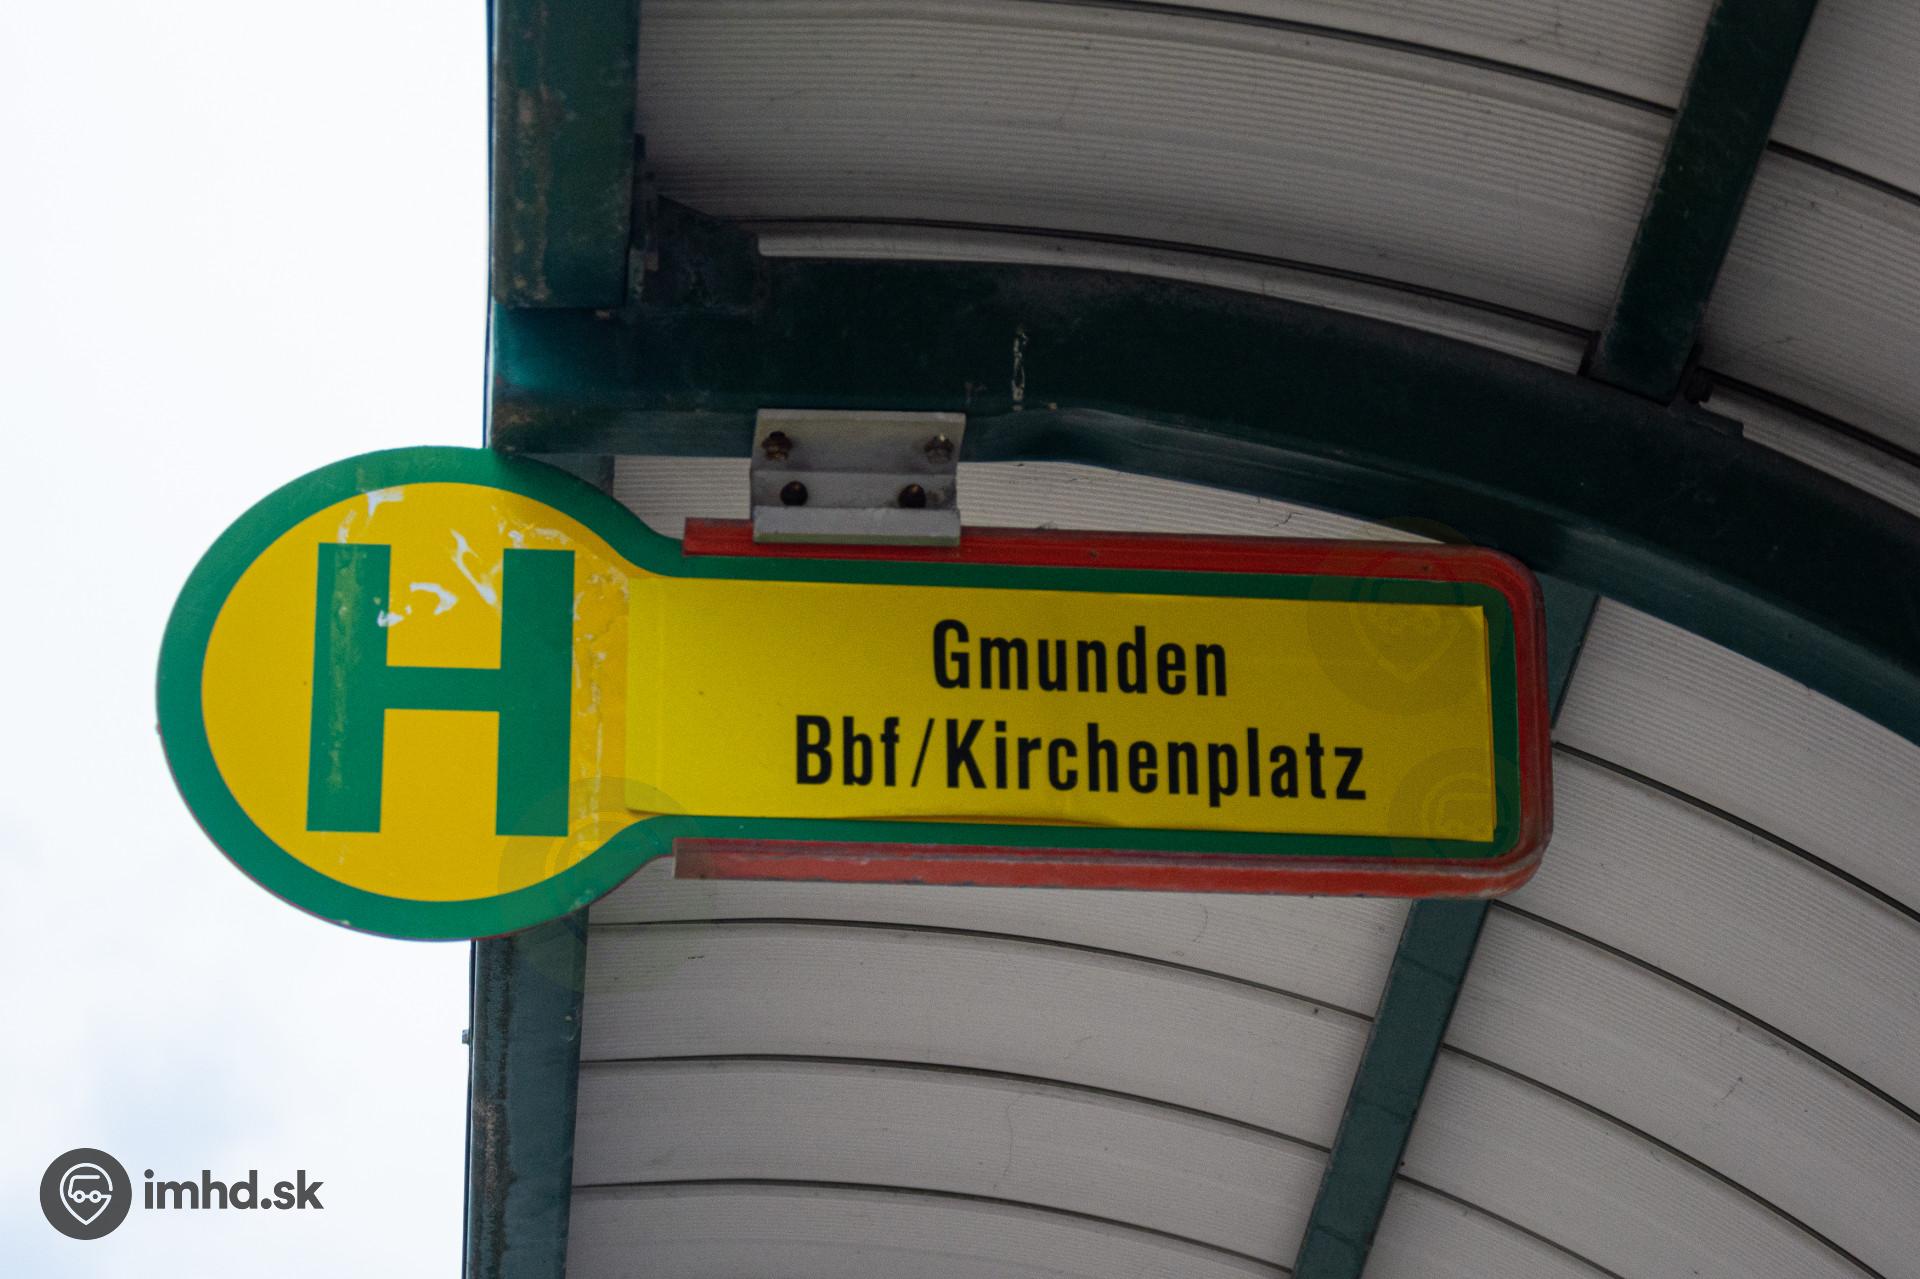 H
Gmunden
Bbf/Kirchenplatz
imhd.sk